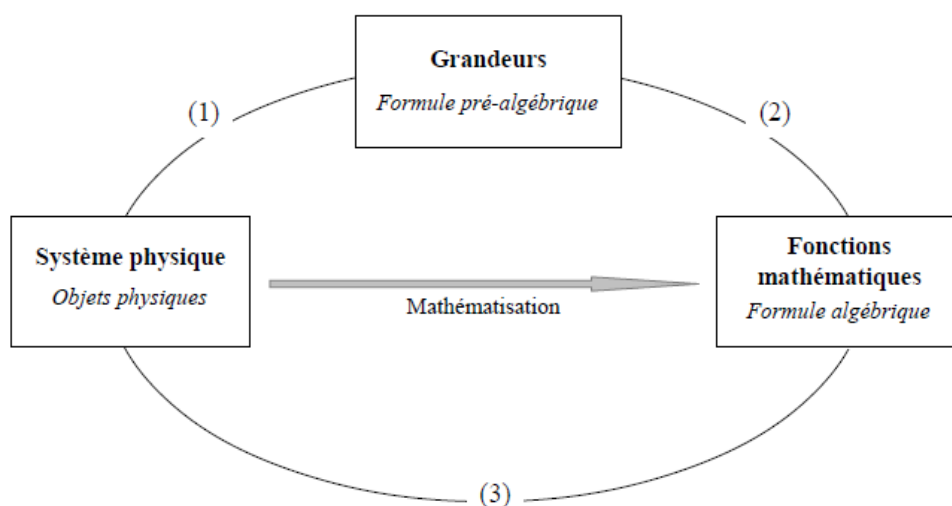 Grandeurs
Formule pré-algébrique
(1)
(2)
Système physique
Objets physiques
Mathématisation
Fonctions
mathématiques
Formule algébrique
(3)